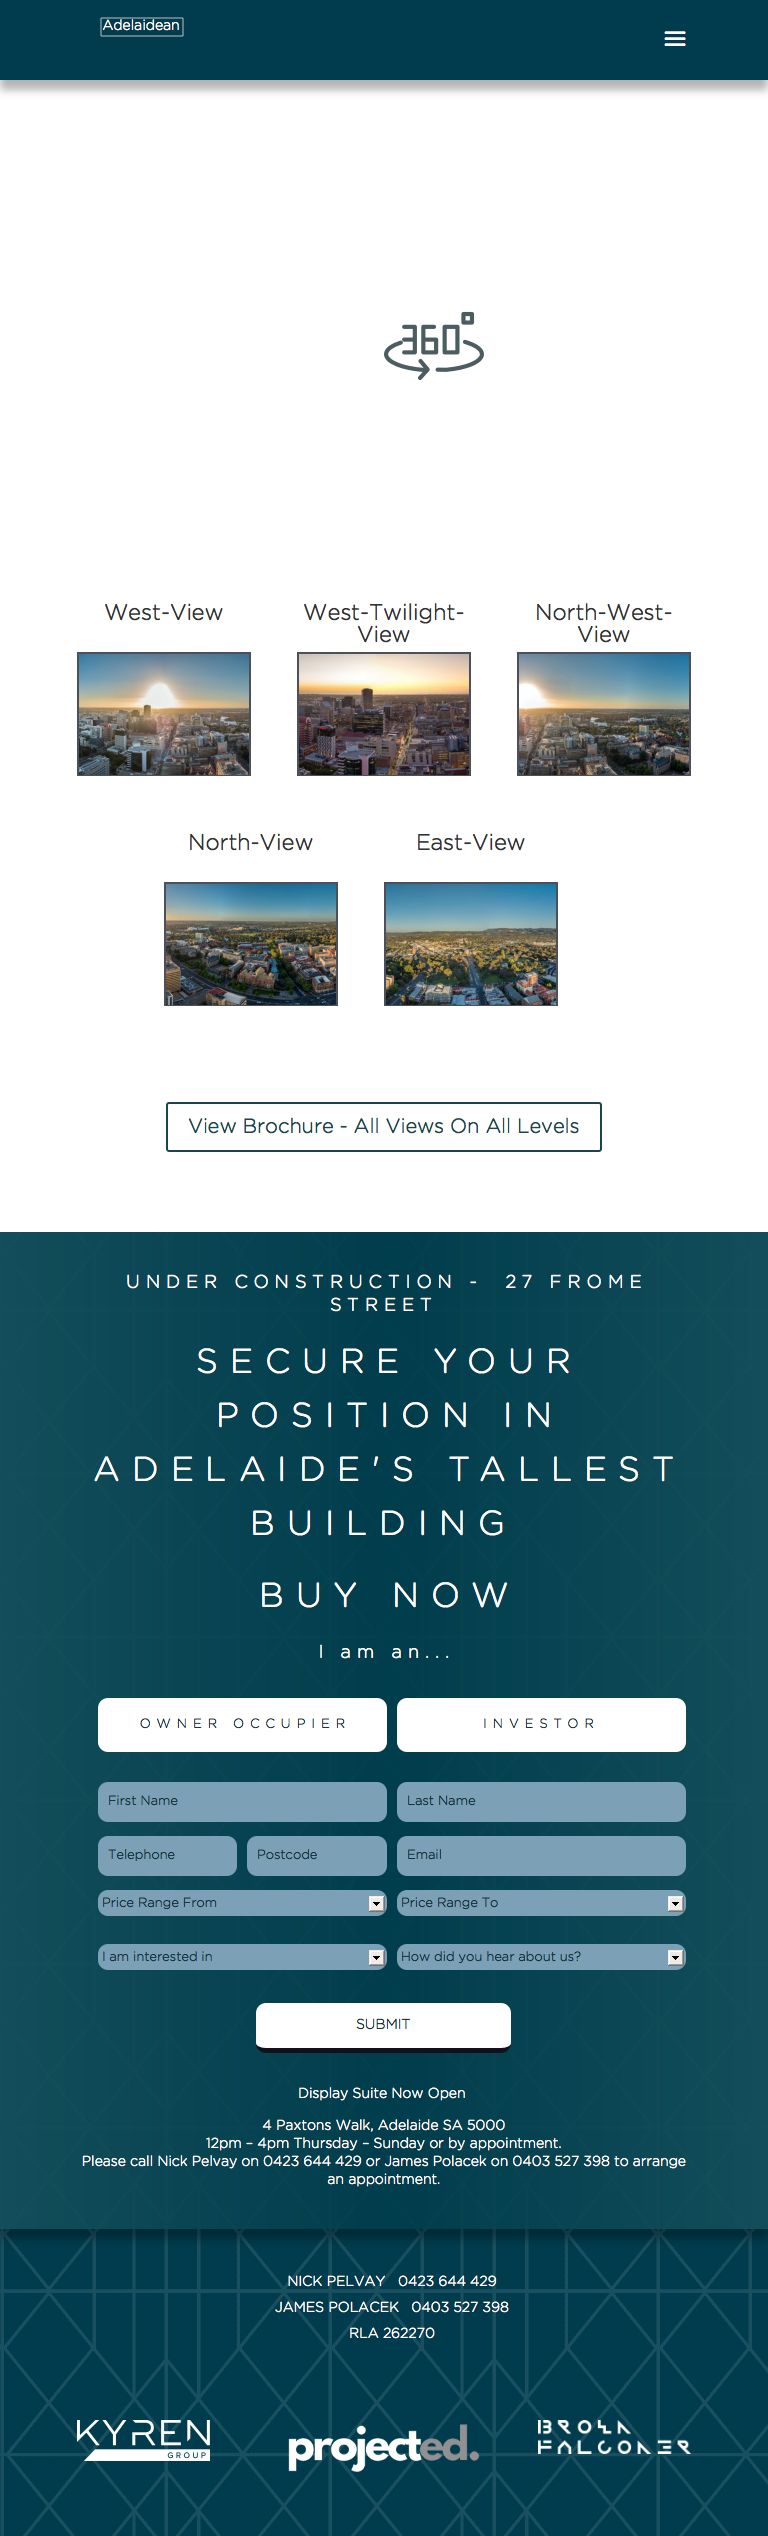 Adelaidean
360°
West-View
West-Twilight-
View
North-West-
View
North-View
East-View
View Brochure - All Views On All Levels
UNDER CONSTRUCTION - 27 FROME
STREET
SECURE YOUR
POSITION IN
ADELAIDE'S TALLEST
BUILDING
BUY NOW
I am an...
OWNER OCCUPIER
INVESTOR
First Name
Last Name
Telephone
Postcode
Email
Price Range From
Price Range To
I am interested in
How did you hear about us?
SUBMIT
Display Suite Now Open
4 Paxtons Walk, Adelaide SA 5000
12pm – 4pm Thursday – Sunday or by appointment.
Please call Nick Pelvay on 0423 644 429 or James Polacek on 0403 527 398 to arrange
an appointment.
NICK PELVAY 0423 644 429
JAMES POLACEK 0403 527 398
RLA 262270
KYREN
GROUP
projected.
BROWN
FALCONER